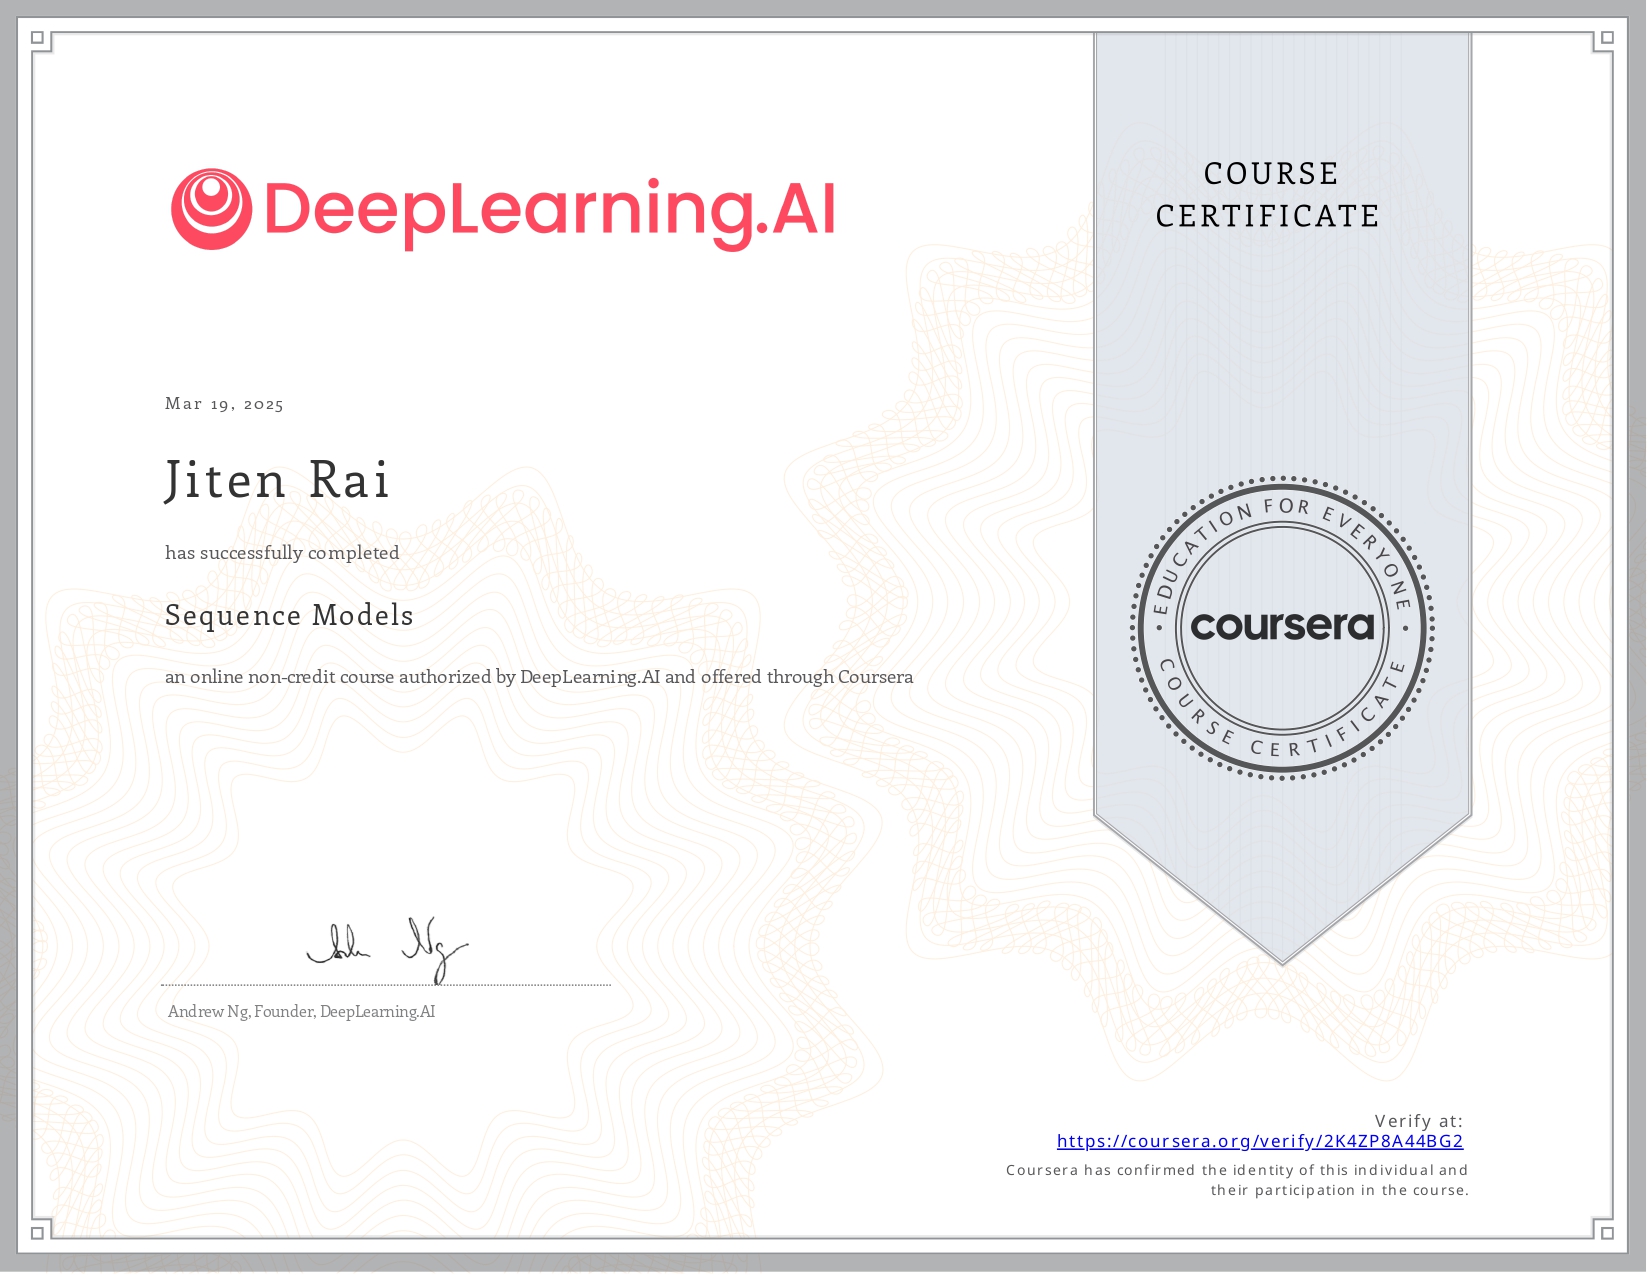 DeepLearning.AI
COURSE
CERTIFICATE
Mar 19, 2025
Jiten Rai
has successfully completed
Sequence Models
an online non-credit course authorized by DeepLearning.AI and offered through Coursera
EDUCATION FOR EVERYONE
coursera
COURSE CERTIFICATE
Andrew Ng, Founder, DeepLearning.AI
Verify at:
https://coursera.org/verify/2K4ZP8A44BG2
Coursera has confirmed the identity of this individual and
their participation in the course.